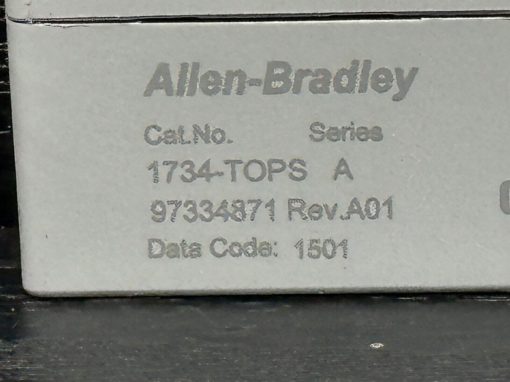 Allen-Bradley
Cat.No. Series
1734-TOPS A
97334871 Rev.A01
Data Code: 1501